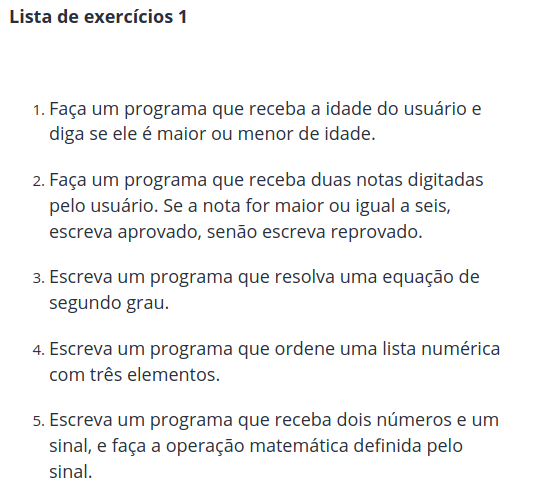 Lista de exercícios 1
1. Faça um programa que receba a idade do usuário e
diga se ele é maior ou menor de idade.
2. Faça um programa que receba duas notas digitadas
pelo usuário. Se a nota for maior ou igual a seis,
escreva aprovado, senão escreva reprovado.
3. Escreva um programa que resolva uma equação de
segundo grau.
4. Escreva um programa que ordene uma lista numérica
com três elementos.
5. Escreva um programa que receba dois números e um
sinal, e faça a operação matemática definida pelo
sinal.